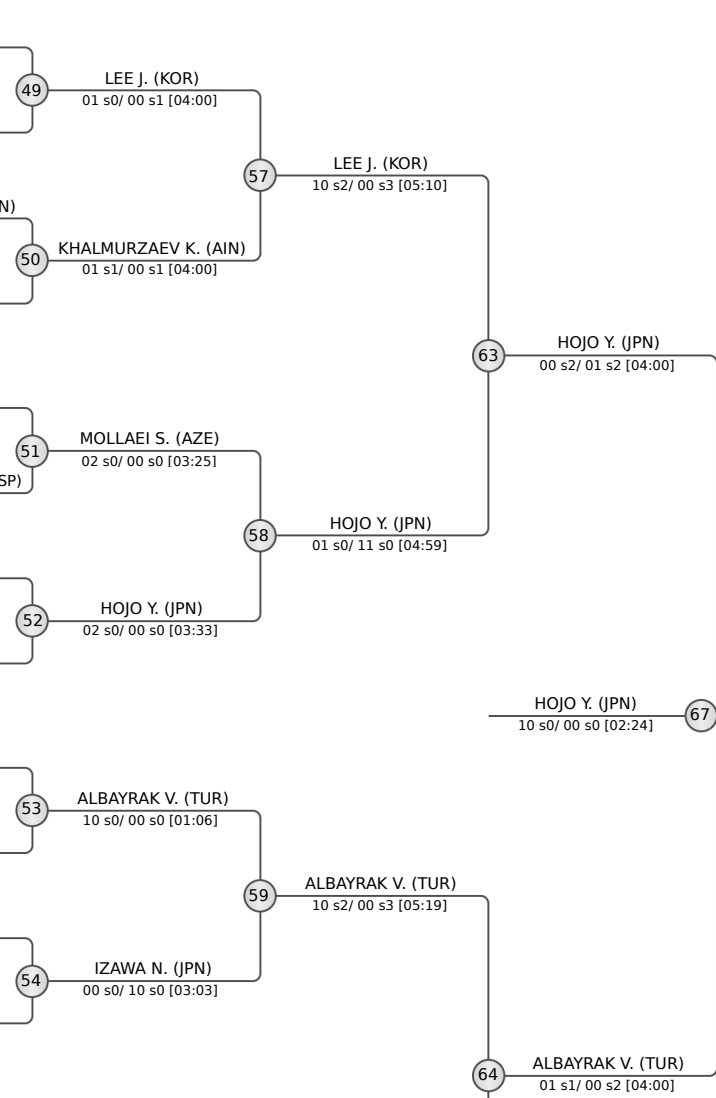 LEE J. (KOR)
49
01 s0/ 00 s1 [04:00]
LEE J. (KOR)
57
10 s2/ 00 s3 [05:10]
N)
KHALMURZAEV K. (AIN)
50
01 s1/ 00 s1 [04:00]
HOJO Y. (JPN)
63
00 s2/ 01 s2 [04:00]
MOLLAEI S. (AZE)
51
02 s0/ 00 s0 [03:25]
SP)
HOJO Y. (JPN)
58
01 s0/ 11 s0 [04:59]
HOJO Y. (JPN)
52
02 s0/ 00 s0 [03:33]
HOJO Y. (JPN)
67
10 s0/ 00 s0 [02:24]
ALBAYRAK V. (TUR)
53
10 s0/ 00 s0 [01:06]
ALBAYRAK V. (TUR)
59
10 s2/ 00 s3 [05:19]
IZAWA N. (JPN)
54
00 s0/ 10 s0 [03:03]
ALBAYRAK V. (TUR)
64
01 s1/ 00 s2 [04:00]